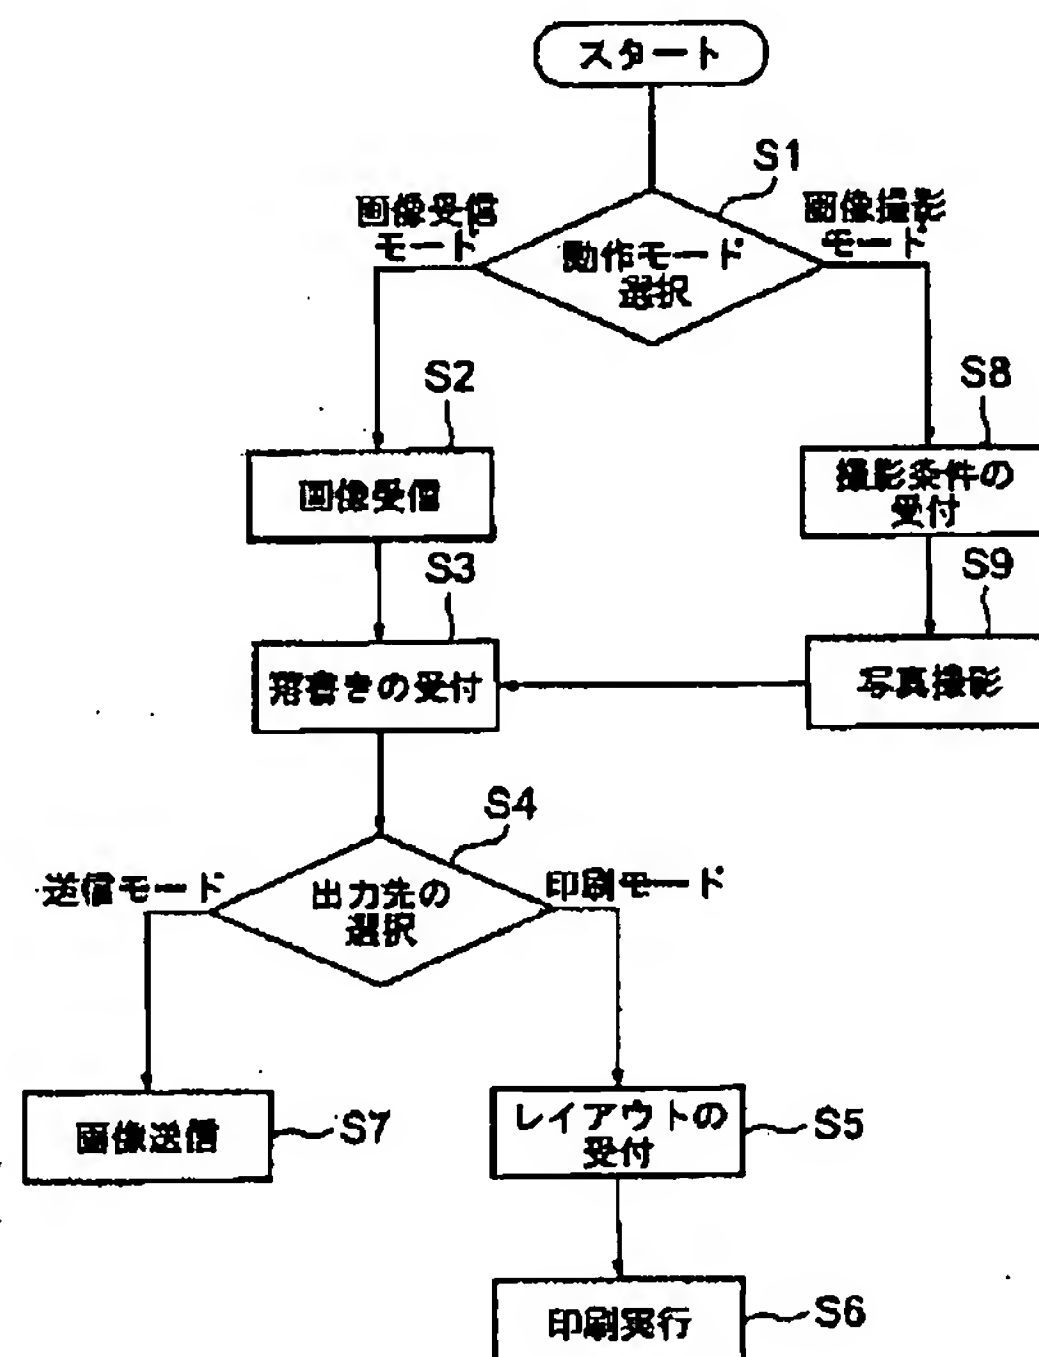 スタート
S1
画像受信
モード
画像撮影
モード
動作モード
選択
S2
S8
画像受信
撮影条件の
受付
S3
S9
落書きの受付
写真撮影
S4
送信モード
出力先の
選択
印刷モード
画像送信
S7
レイアウトの
受付
S5
印刷実行
S6